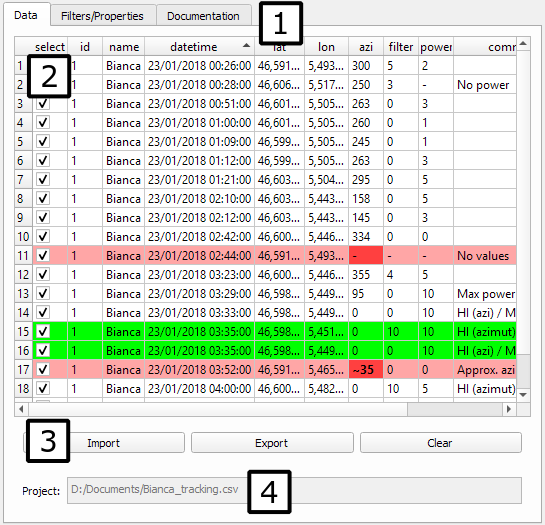 Data Filters/Properties Documentation 1
select id name datetime lat lon azi filter power comm
1 1 Bianca 23/01/2018 00:26:00 46,591... 5,493... 300 5 2
2 2 1 Bianca 23/01/2018 00:28:00 46,606... 5,517... 250 3 - No power
3 1 Bianca 23/01/2018 00:51:00 46,601... 5,505... 263 0 3
4 1 Bianca 23/01/2018 01:00:00 46,601... 5,505... 260 0 1
5 1 Bianca 23/01/2018 01:09:00 46,599... 5,505... 245 0 1
6 1 Bianca 23/01/2018 01:12:00 46,599... 5,505... 263 0 3
7 1 Bianca 23/01/2018 01:21:00 46,603... 5,504... 295 0 5
8 1 Bianca 23/01/2018 02:10:00 46,603... 5,443... 158 0 5
9 1 Bianca 23/01/2018 02:12:00 46,603... 5,443... 145 0 3
10 1 Bianca 23/01/2018 02:42:00 46,600... 5,446... 334 0 0
11 1 Bianca 23/01/2018 02:44:00 46,591... 5,493... - - - No values
12 1 Bianca 23/01/2018 03:23:00 46,600... 5,446... 355 4 5
13 1 Bianca 23/01/2018 03:29:00 46,598... 5,449... 95 0 10 Max power
14 1 Bianca 23/01/2018 03:33:00 46,598... 5,449... 0 0 10 HI (azi) / M
15 1 Bianca 23/01/2018 03:35:00 46,598... 5,451... 0 10 10 HI (azimut)
16 1 Bianca 23/01/2018 03:35:00 46,598... 5,449... 0 0 10 HI (azi) / M
17 1 Bianca 23/01/2018 03:52:00 46,591... 5,465... ~35 0 0 Approx. azi
18 1 Bianca 23/01/2018 04:00:00 46,600... 5,482... 0 10 5 HI (azimut)
3 Import Export Clear
Project: D:/Documents/Bianca_tracking.csv 4